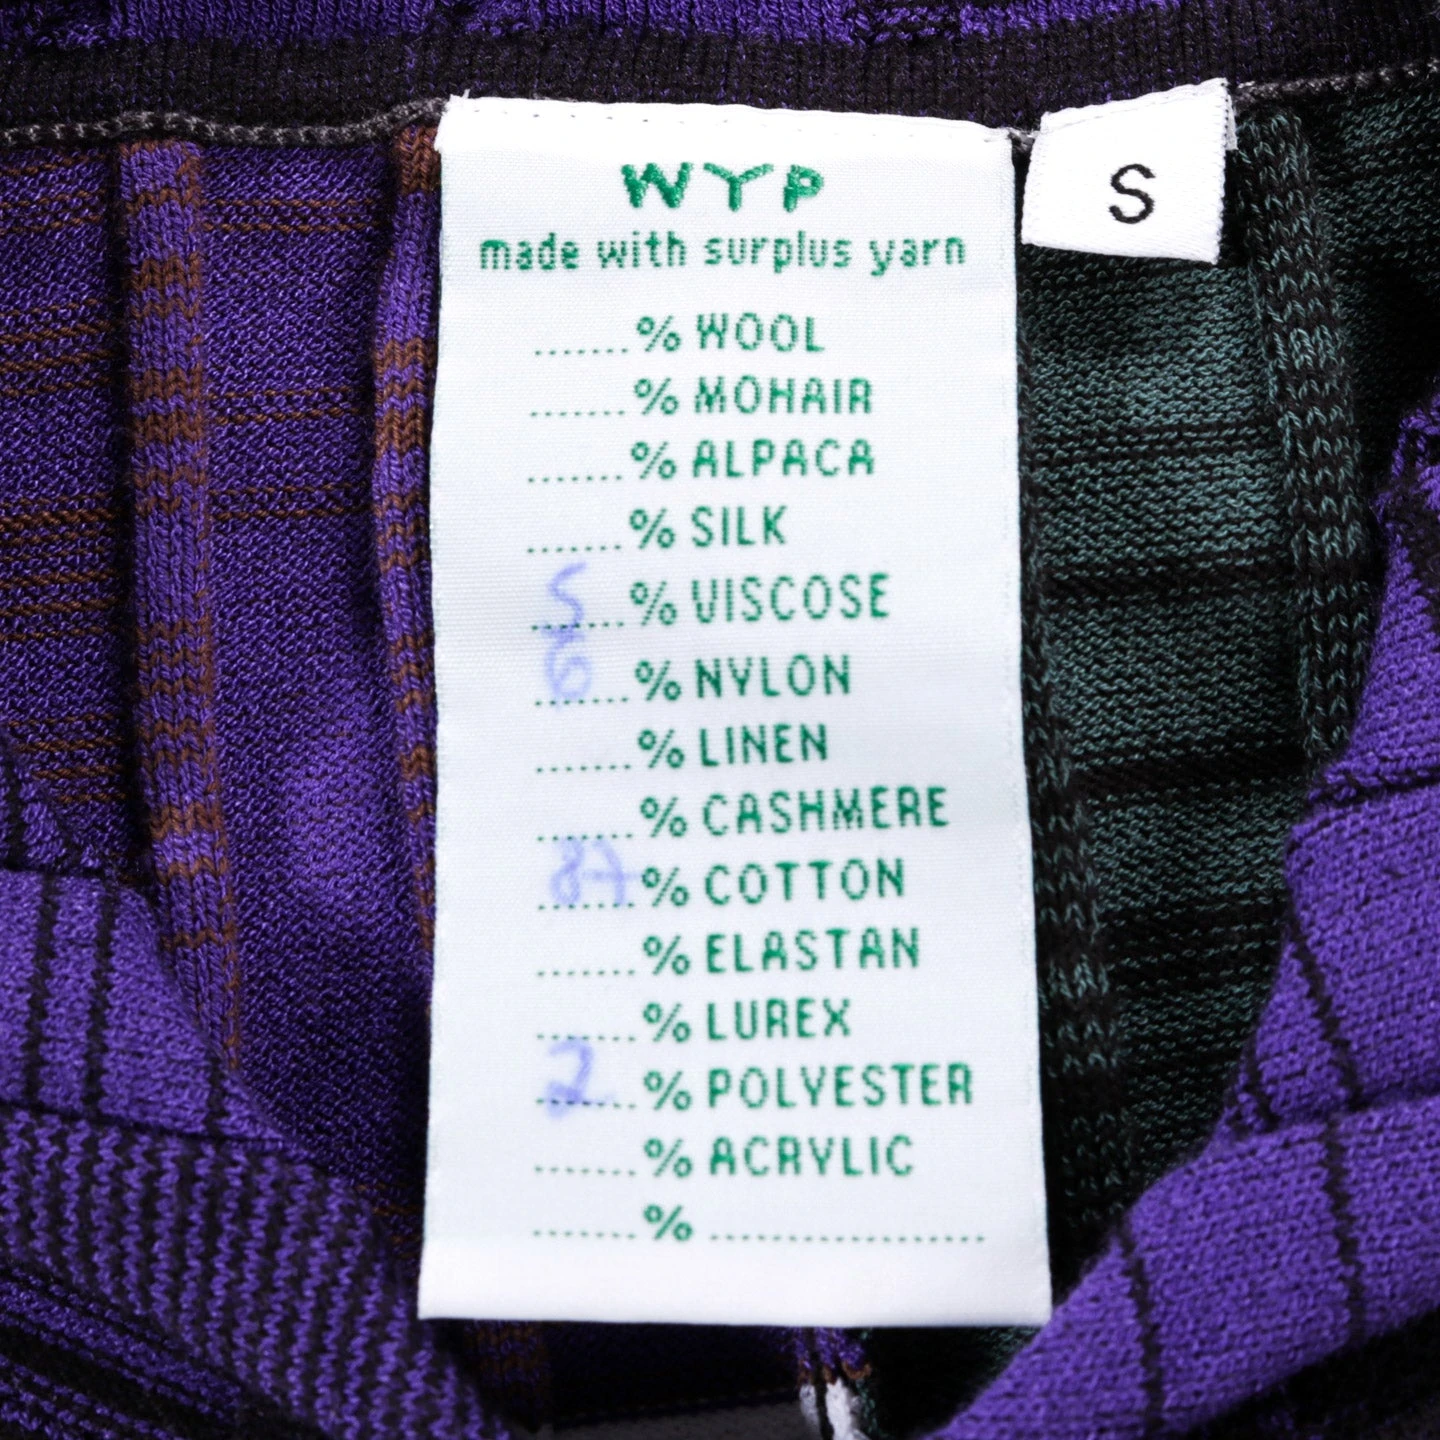 WYP
S
made with surplus yarn
.......% WOOL
.......% MOHAIR
.......% ALPACA
.......% SILK
5% VISCOSE
6% NYLON
.......% LINEN
.......% CASHMERE
87% COTTON
.......% ELASTAN
.......% LUREX
2% POLYESTER
.......% ACRYLIC
.......% ....................